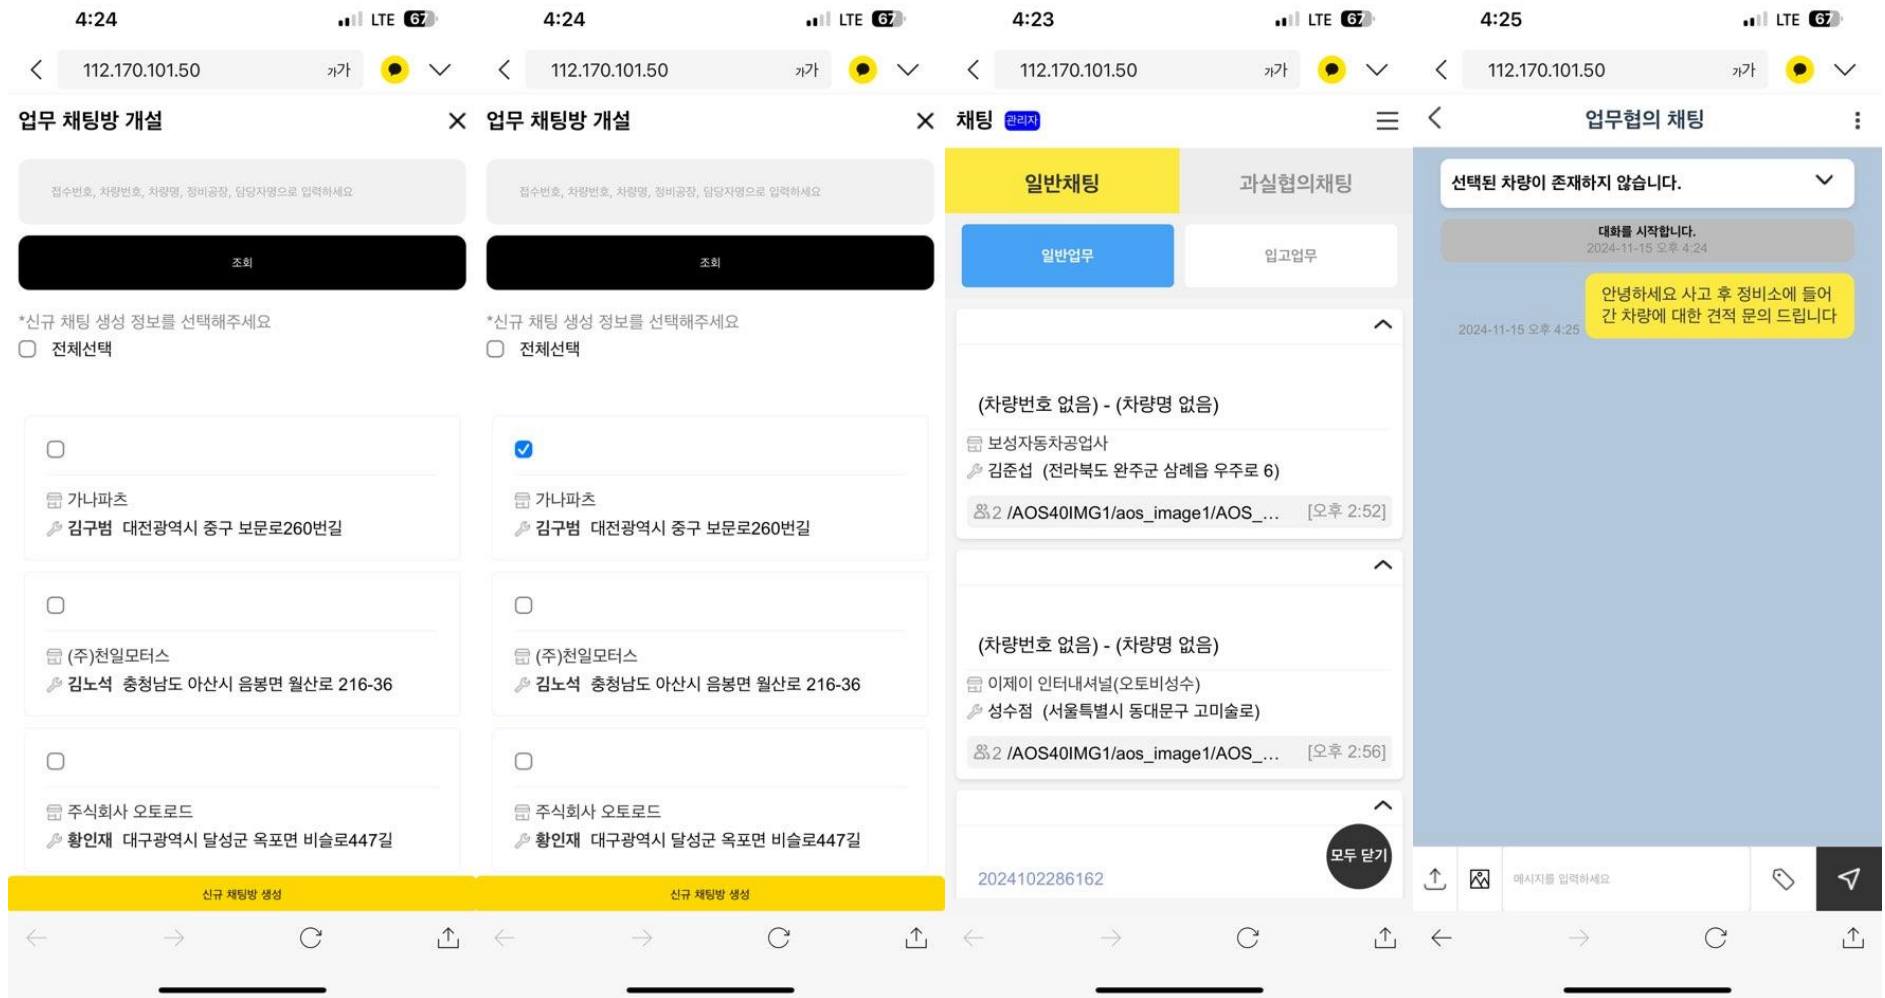 4:24
LTE 67
112.170.101.50
가가
업무 채팅방 개설
접수번호, 차량번호, 차량명, 정비공장, 담당자명으로 입력하세요
조회
*신규 채팅 생성 정보를 선택해주세요
전체선택
가나파츠
김구범 대전광역시 중구 보문로260번길
(주)천일모터스
김노석 충청남도 아산시 음봉면 월산로 216-36
주식회사 오토로드
황인재 대구광역시 달성군 옥포면 비슬로447길
신규 채팅방 생성
4:24
LTE 67
112.170.101.50
가가
업무 채팅방 개설
접수번호, 차량번호, 차량명, 정비공장, 담당자명으로 입력하세요
조회
*신규 채팅 생성 정보를 선택해주세요
전체선택
가나파츠
김구범 대전광역시 중구 보문로260번길
(주)천일모터스
김노석 충청남도 아산시 음봉면 월산로 216-36
주식회사 오토로드
황인재 대구광역시 달성군 옥포면 비슬로447길
신규 채팅방 생성
4:23
LTE 67
112.170.101.50
가가
채팅 관리자
일반채팅 과실협의채팅
일반업무 입고업무
(차량번호 없음) - (차량명 없음)
보성자동차공업사
김준섭 (전라북도 완주군 삼례읍 우주로 6)
2 /AOS40IMG1/aos_image1/AOS_... [오후 2:52]
(차량번호 없음) - (차량명 없음)
이제이 인터내셔널(오토비성수)
성수점 (서울특별시 동대문구 고미술로)
2 /AOS40IMG1/aos_image1/AOS_... [오후 2:56]
모두 닫기
2024102286162
4:25
LTE 67
112.170.101.50
가가
업무협의 채팅
선택된 차량이 존재하지 않습니다.
대화를 시작합니다.
2024-11-15 오후 4:24
안녕하세요 사고 후 정비소에 들어
간 차량에 대한 견적 문의 드립니다
2024-11-15 오후 4:25
메시지를 입력하세요